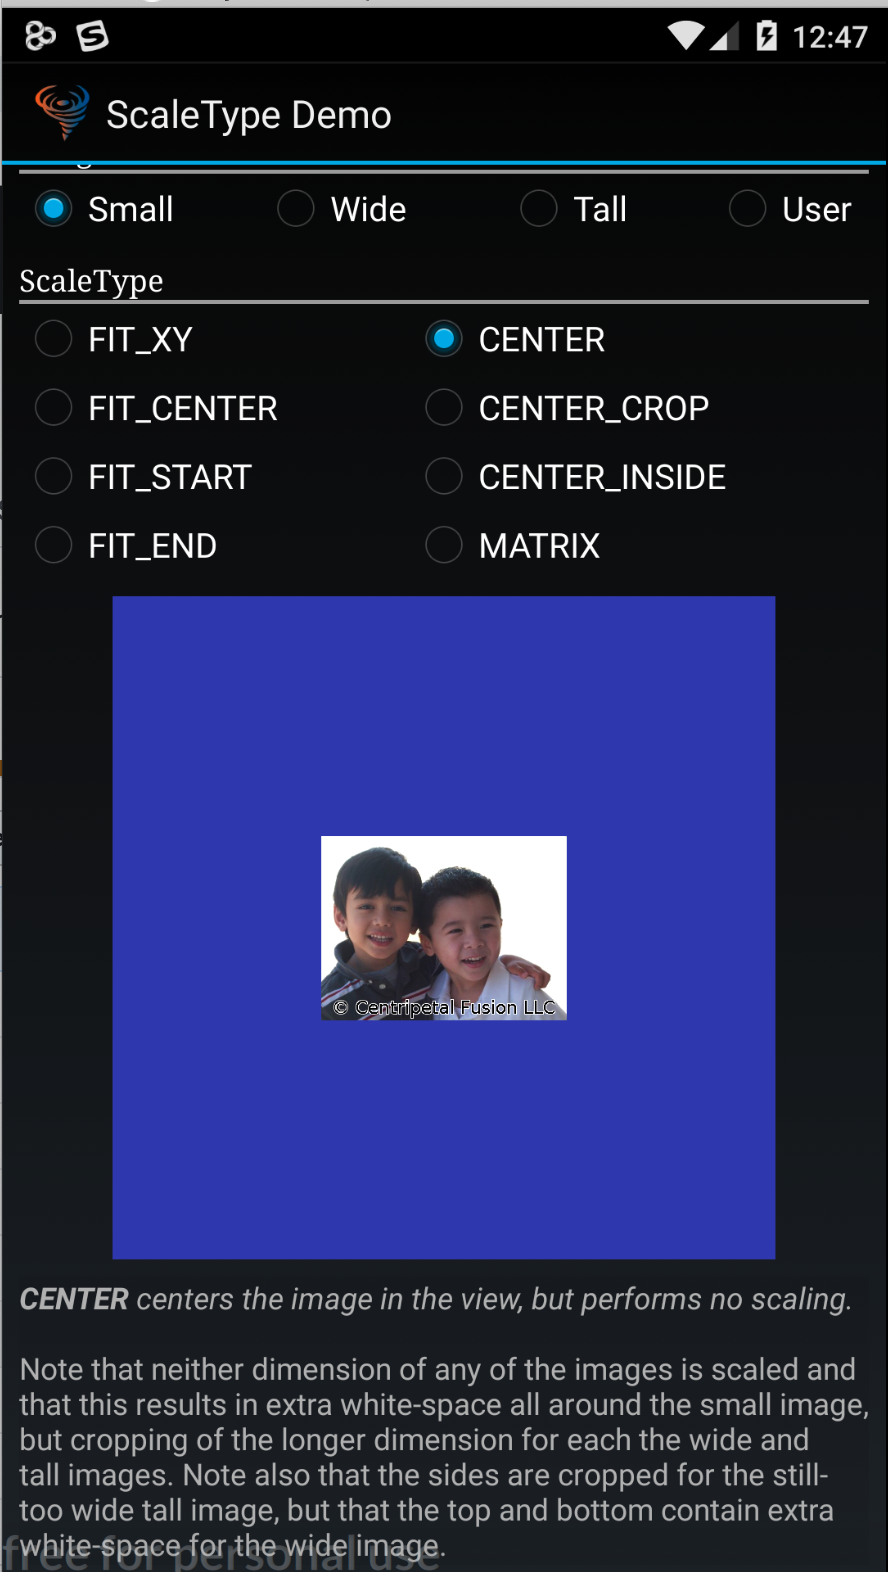 12:47
ScaleType Demo
Small
Wide
Tall
User
ScaleType
FIT_XY
CENTER
FIT_CENTER
CENTER_CROP
FIT_START
CENTER_INSIDE
FIT_END
MATRIX
© Centripetal Fusion LLC
CENTER centers the image in the view, but performs no scaling.
Note that neither dimension of any of the images is scaled and
that this results in extra white-space all around the small image,
but cropping of the longer dimension for each the wide and
tall images. Note also that the sides are cropped for the still-
too wide tall image, but that the top and bottom contain extra
white-space for the wide image.
free for personal use